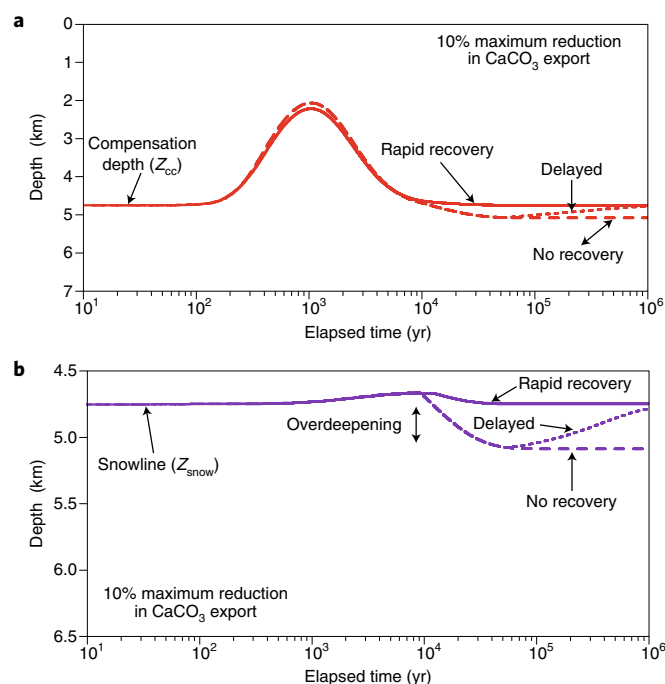 a
0
1
2
3
4
5
6
7
Depth (km)
10% maximum reduction
in CaCO₃ export
Compensation
depth (Zcc)
Rapid recovery
Delayed
No recovery
10¹
10²
10³
10⁴
10⁵
10⁶
Elapsed time (yr)
b
4.5
5.0
5.5
6.0
6.5
Depth (km)
Rapid recovery
Overdeepening
Delayed
Snowline (Zsnow)
No recovery
10% maximum reduction
in CaCO₃ export
10¹
10²
10³
10⁴
10⁵
10⁶
Elapsed time (yr)